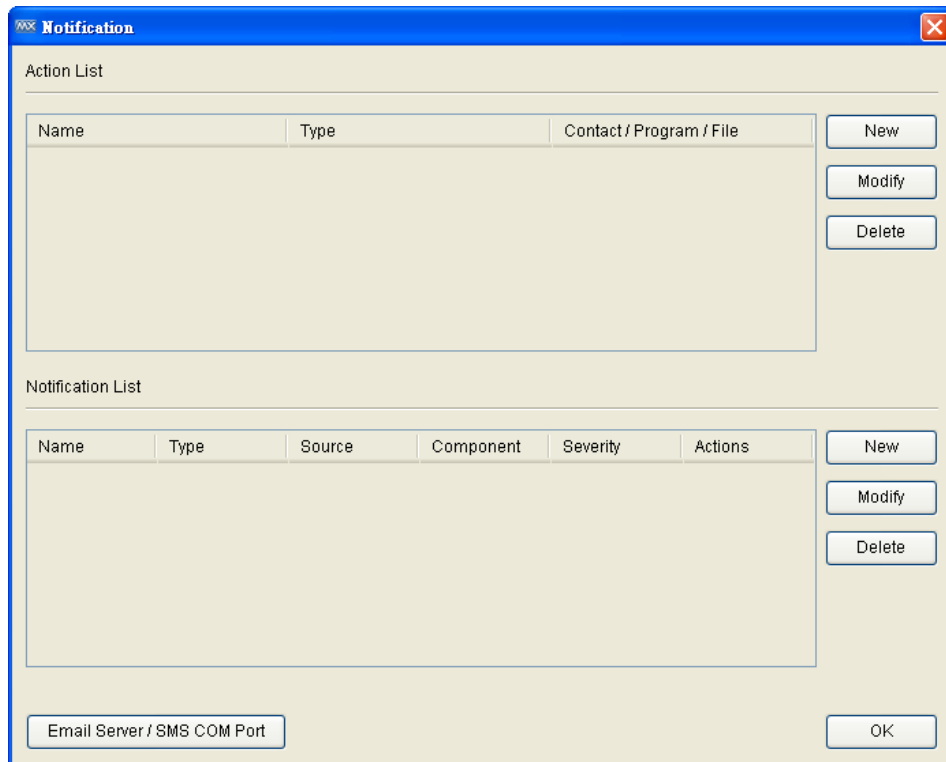 MX Notification
Action List
Name Type Contact / Program / File
New
Modify
Delete
Notification List
Name Type Source Component Severity Actions
New
Modify
Delete
Email Server / SMS COM Port
OK